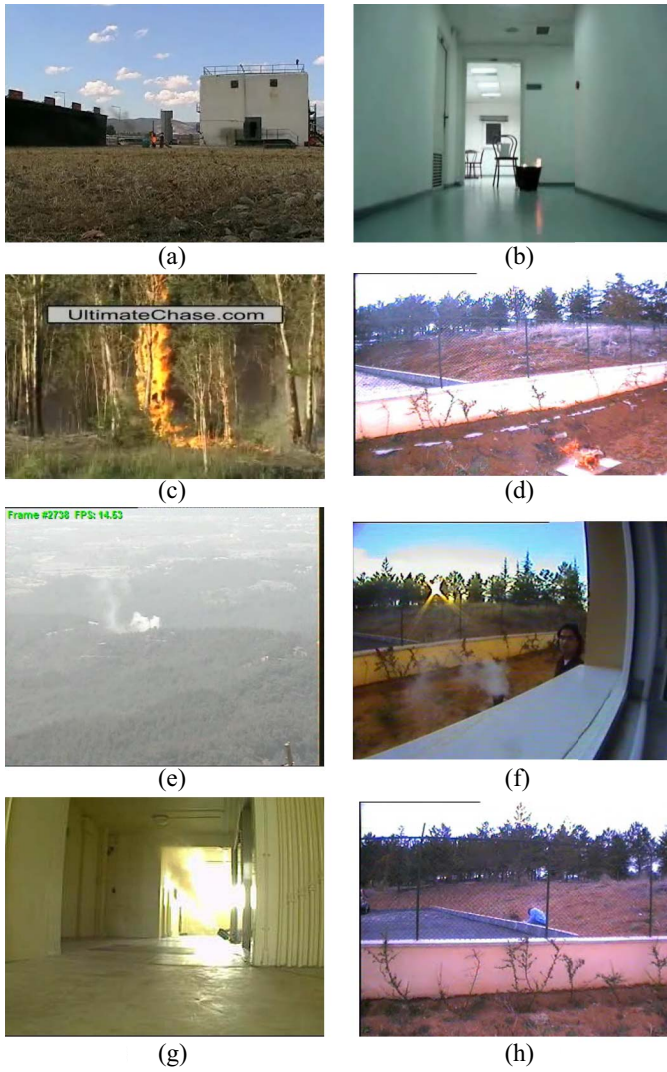 (a)
(b)
UltimateChase.com
(c)
(d)
Frame #2738 FPS: 14.53
(e)
(f)
(g)
(h)